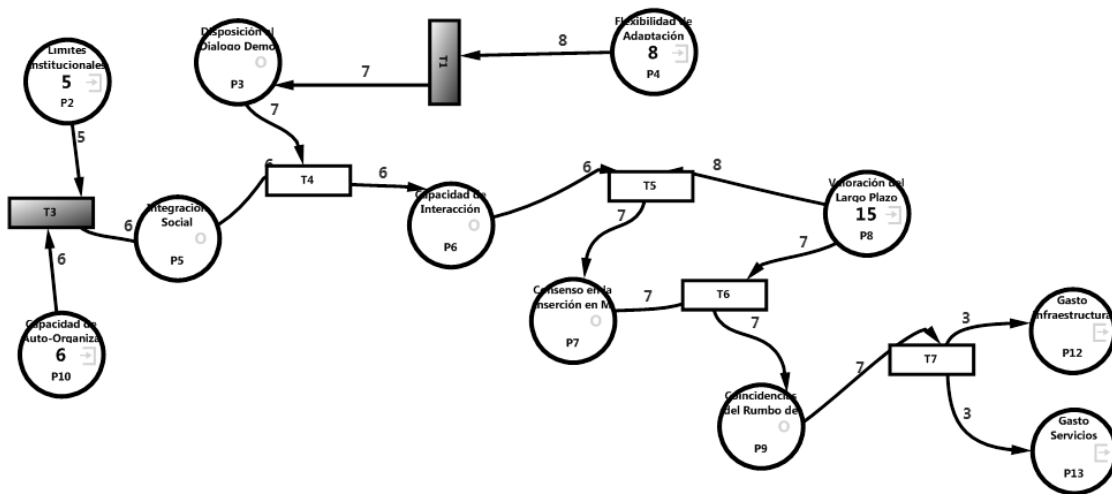 Límites
Institucionales
5
P2
Disposición al
Dialogo Demo
P3
T1
Flexibilidad de
Adaptación
8
P4
8
7
5
7
T3
6
6
Integración
Social
P5
6
T4
6
Capacidad de
Interacción
P6
6
T5
8
Valoración del
Largo Plazo
15
P8
Capacidad de
Auto-Organiza
6
P10
7
7
Consenso en la
Inserción en M
P7
7
T6
7
Coincidencias
del Rumbo de
P9
7
T7
3
3
Gasto
Infraestructura
P12
Gasto
Servicios
P13